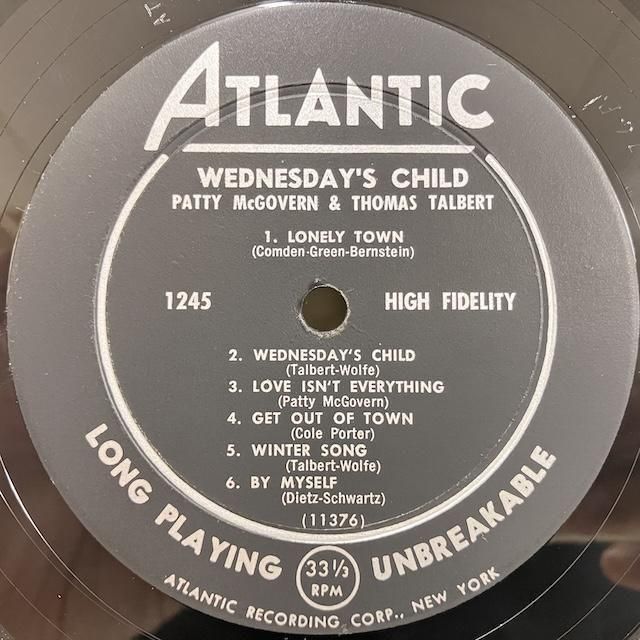 ATLANTIC
WEDNESDAY'S CHILD
PATTY McGOVERN & THOMAS TALBERT
1. LONELY TOWN
(Comden-Green-Bernstein)
1245
HIGH FIDELITY
2. WEDNESDAY'S CHILD
(Talbert-Wolfe)
3. LOVE ISN'T EVERYTHING
(Patty McGovern)
4. GET OUT OF TOWN
(Cole Porter)
5. WINTER SONG
(Talbert-Wolfe)
6. BY MYSELF
(Dietz-Schwartz)
(11376)
LONG PLAYING
33 1/3
RPM
UNBREAKABLE
ATLANTIC RECORDING CORP., NEW YORK